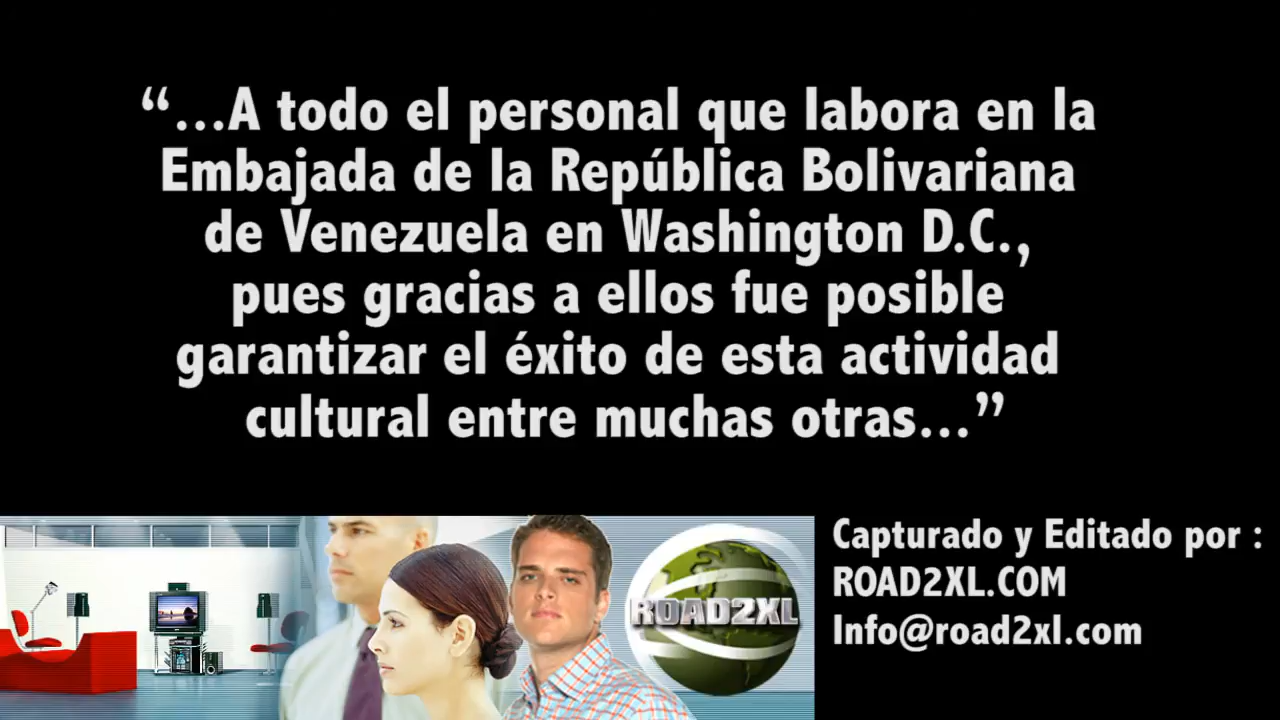 “...A todo el personal que labora en la
Embajada de la República Bolivariana
de Venezuela en Washington D.C.,
pues gracias a ellos fue posible
garantizar el éxito de esta actividad
cultural entre muchas otras...”
Capturado y Editado por :
ROAD2XL.COM
Info@road2xl.com
ROAD2XL